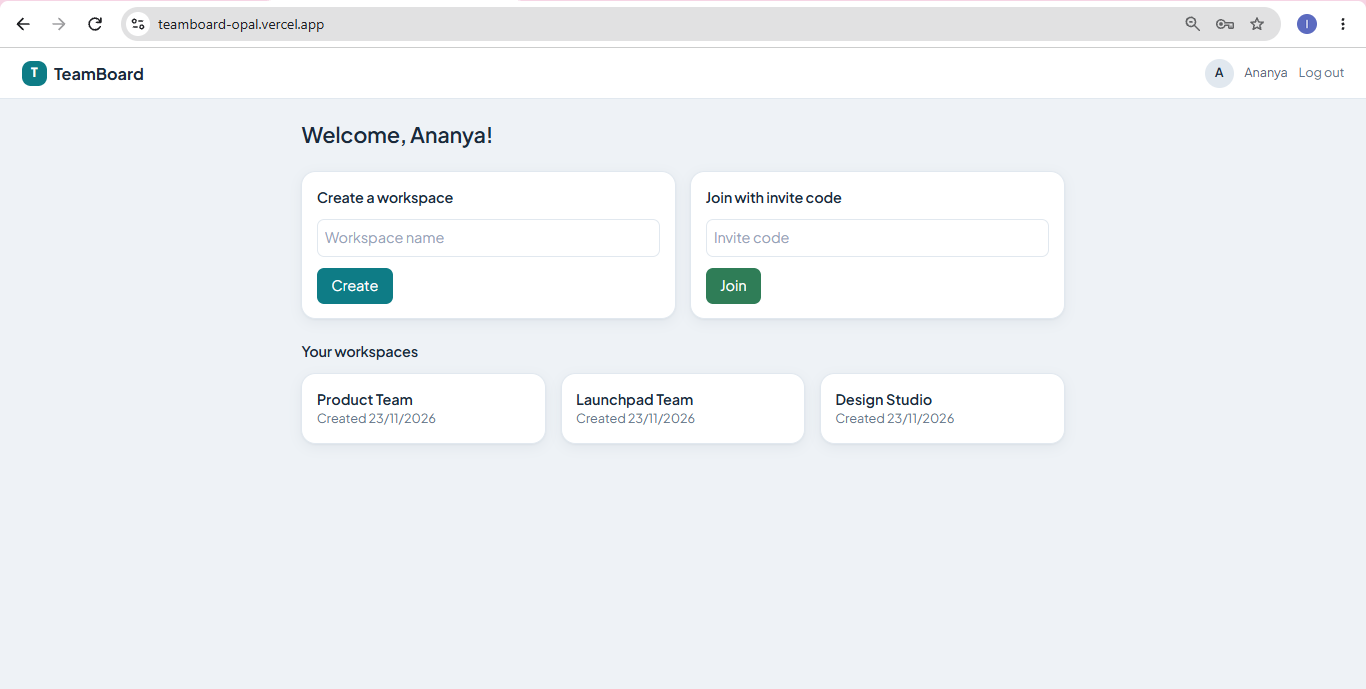 teamboard-opal.vercel.app
I
T TeamBoard
A Ananya Log out
Welcome, Ananya!
Create a workspace
Workspace name
Create
Join with invite code
Invite code
Join
Your workspaces
Product Team
Created 23/11/2026
Launchpad Team
Created 23/11/2026
Design Studio
Created 23/11/2026